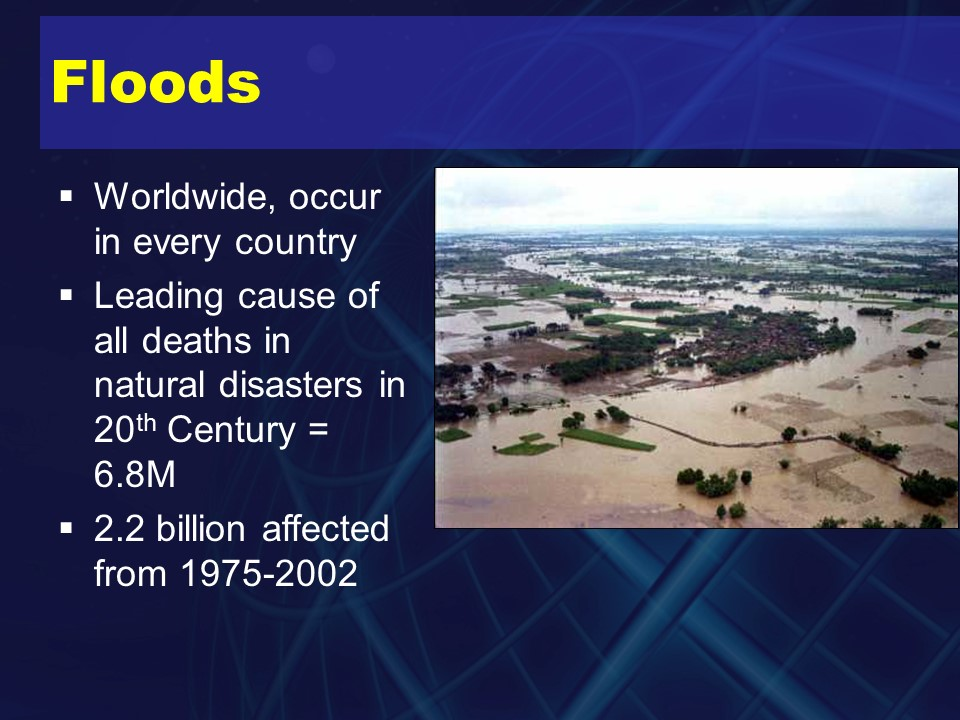 Floods
▪ Worldwide, occur
in every country
▪ Leading cause of
all deaths in
natural disasters in
20th Century =
6.8M
▪ 2.2 billion affected
from 1975-2002